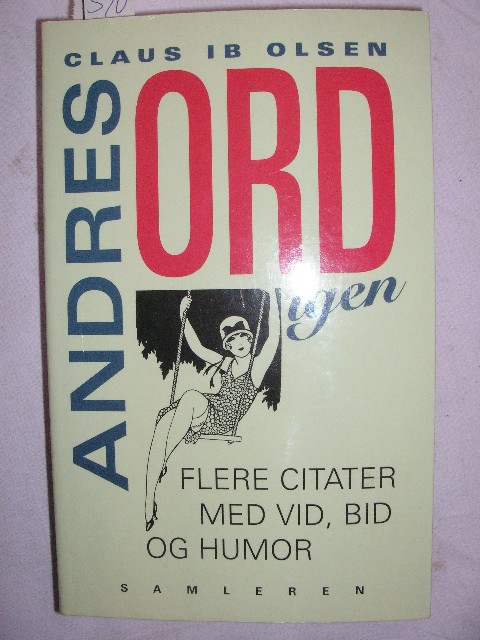 CLAUS IB OLSEN
ANDRES
ORD
igen
FLERE CITATER
MED VID, BID
OG HUMOR
SAMLEREN